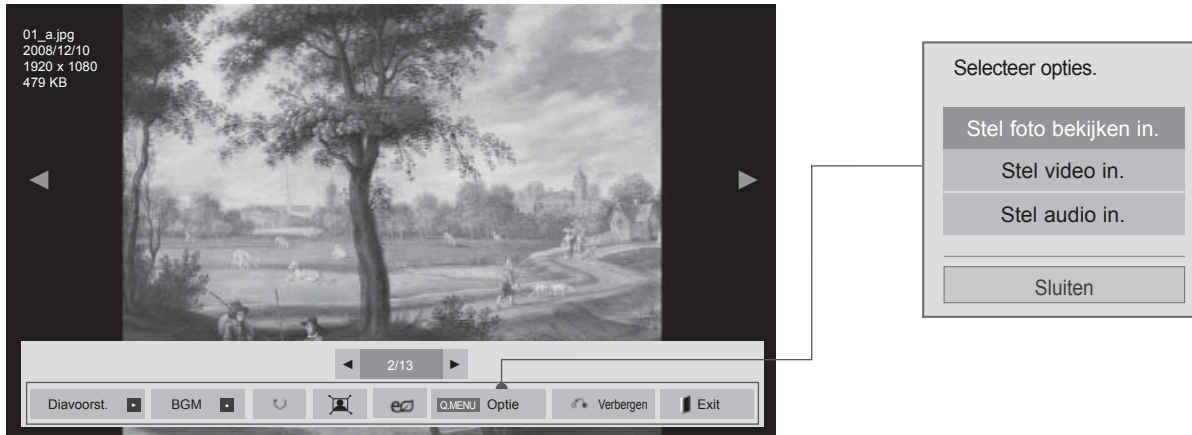 01_a.jpg
2008/12/10
1920 x 1080
479 KB
2/13
Diavoorst.
BGM
Q.MENU Optie
Verbergen
Exit
Selecteer opties.
Stel foto bekijken in.
Stel video in.
Stel audio in.
Sluiten